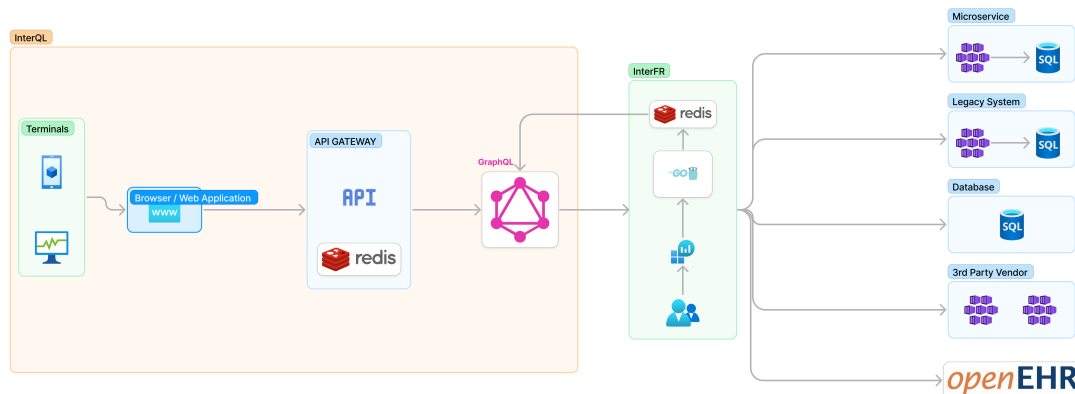 InterQL
Terminals
Browser / Web Application
www
API GATEWAY
API
redis
GraphQL
InterFR
redis
GO
Microservice
SQL
Legacy System
SQL
Database
SQL
3rd Party Vendor
openEHR